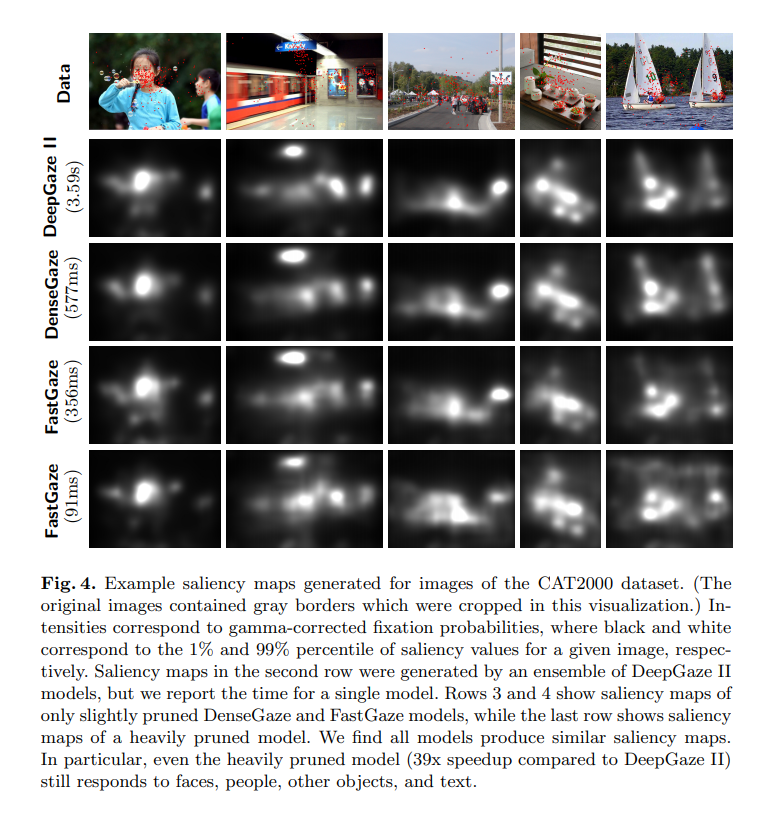 Data
DeepGaze II
(3.59s)
DenseGaze
(577ms)
FastGaze
(356ms)
FastGaze
(91ms)
Fig. 4. Example saliency maps generated for images of the CAT2000 dataset. (The
original images contained gray borders which were cropped in this visualization.) In-
tensities correspond to gamma-corrected fixation probabilities, where black and white
correspond to the 1% and 99% percentile of saliency values for a given image, respec-
tively. Saliency maps in the second row were generated by an ensemble of DeepGaze II
models, but we report the time for a single model. Rows 3 and 4 show saliency maps of
only slightly pruned DenseGaze and FastGaze models, while the last row shows saliency
maps of a heavily pruned model. We find all models produce similar saliency maps.
In particular, even the heavily pruned model (39x speedup compared to DeepGaze II)
still responds to faces, people, other objects, and text.